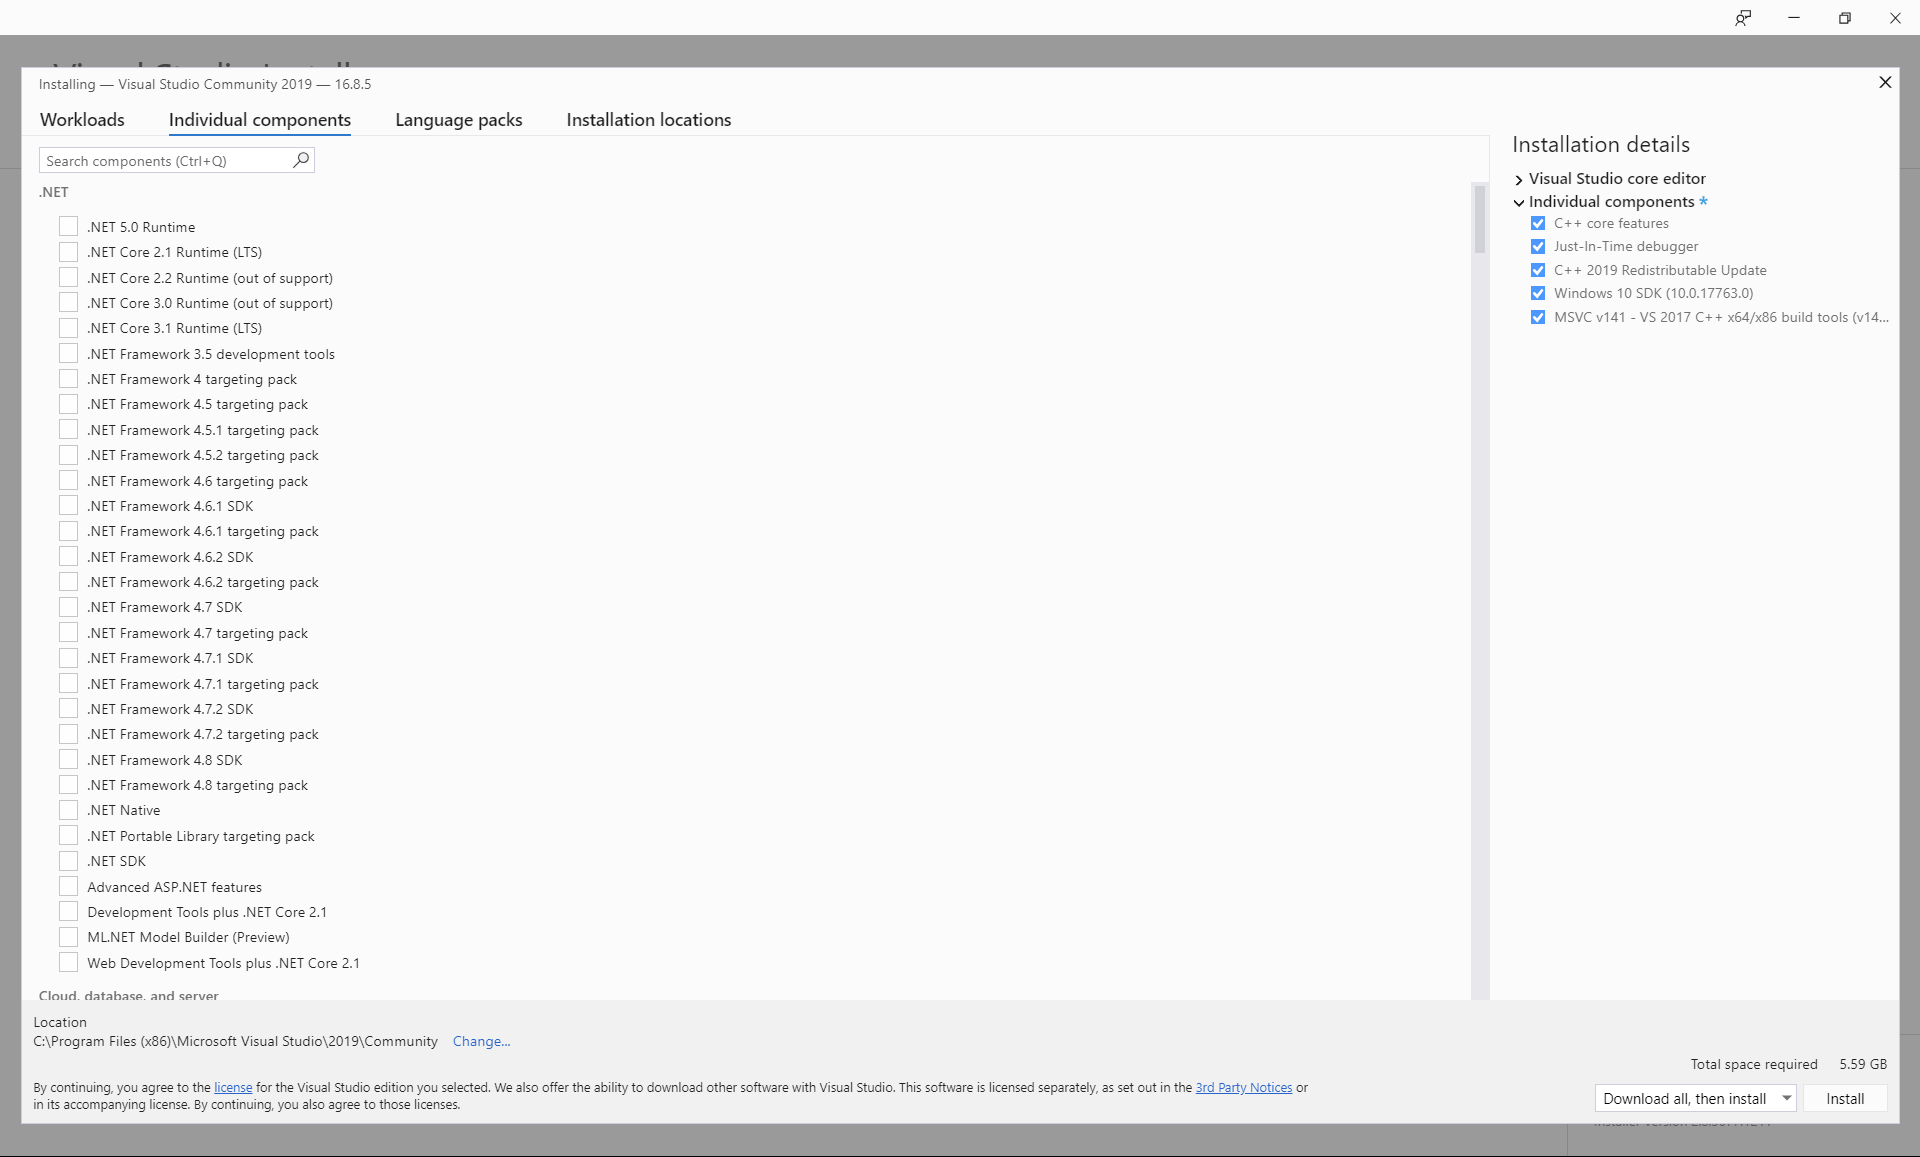 Installing — Visual Studio Community 2019 — 16.8.5
Workloads
Individual components
Language packs
Installation locations
Search components (Ctrl+Q)
.NET
.NET 5.0 Runtime
.NET Core 2.1 Runtime (LTS)
.NET Core 2.2 Runtime (out of support)
.NET Core 3.0 Runtime (out of support)
.NET Core 3.1 Runtime (LTS)
.NET Framework 3.5 development tools
.NET Framework 4 targeting pack
.NET Framework 4.5 targeting pack
.NET Framework 4.5.1 targeting pack
.NET Framework 4.5.2 targeting pack
.NET Framework 4.6 targeting pack
.NET Framework 4.6.1 SDK
.NET Framework 4.6.1 targeting pack
.NET Framework 4.6.2 SDK
.NET Framework 4.6.2 targeting pack
.NET Framework 4.7 SDK
.NET Framework 4.7 targeting pack
.NET Framework 4.7.1 SDK
.NET Framework 4.7.1 targeting pack
.NET Framework 4.7.2 SDK
.NET Framework 4.7.2 targeting pack
.NET Framework 4.8 SDK
.NET Framework 4.8 targeting pack
.NET Native
.NET Portable Library targeting pack
.NET SDK
Advanced ASP.NET features
Development Tools plus .NET Core 2.1
ML.NET Model Builder (Preview)
Web Development Tools plus .NET Core 2.1
Cloud, database, and server
Installation details
Visual Studio core editor
Individual components *
C++ core features
Just-In-Time debugger
C++ 2019 Redistributable Update
Windows 10 SDK (10.0.17763.0)
MSVC v141 - VS 2017 C++ x64/x86 build tools (v14...
Location
C:\Program Files (x86)\Microsoft Visual Studio\2019\Community Change...
Total space required 5.59 GB
By continuing, you agree to the license for the Visual Studio edition you selected. We also offer the ability to download other software with Visual Studio. This software is licensed separately, as set out in the 3rd Party Notices or
in its accompanying license. By continuing, you also agree to those licenses.
Download all, then install
Install